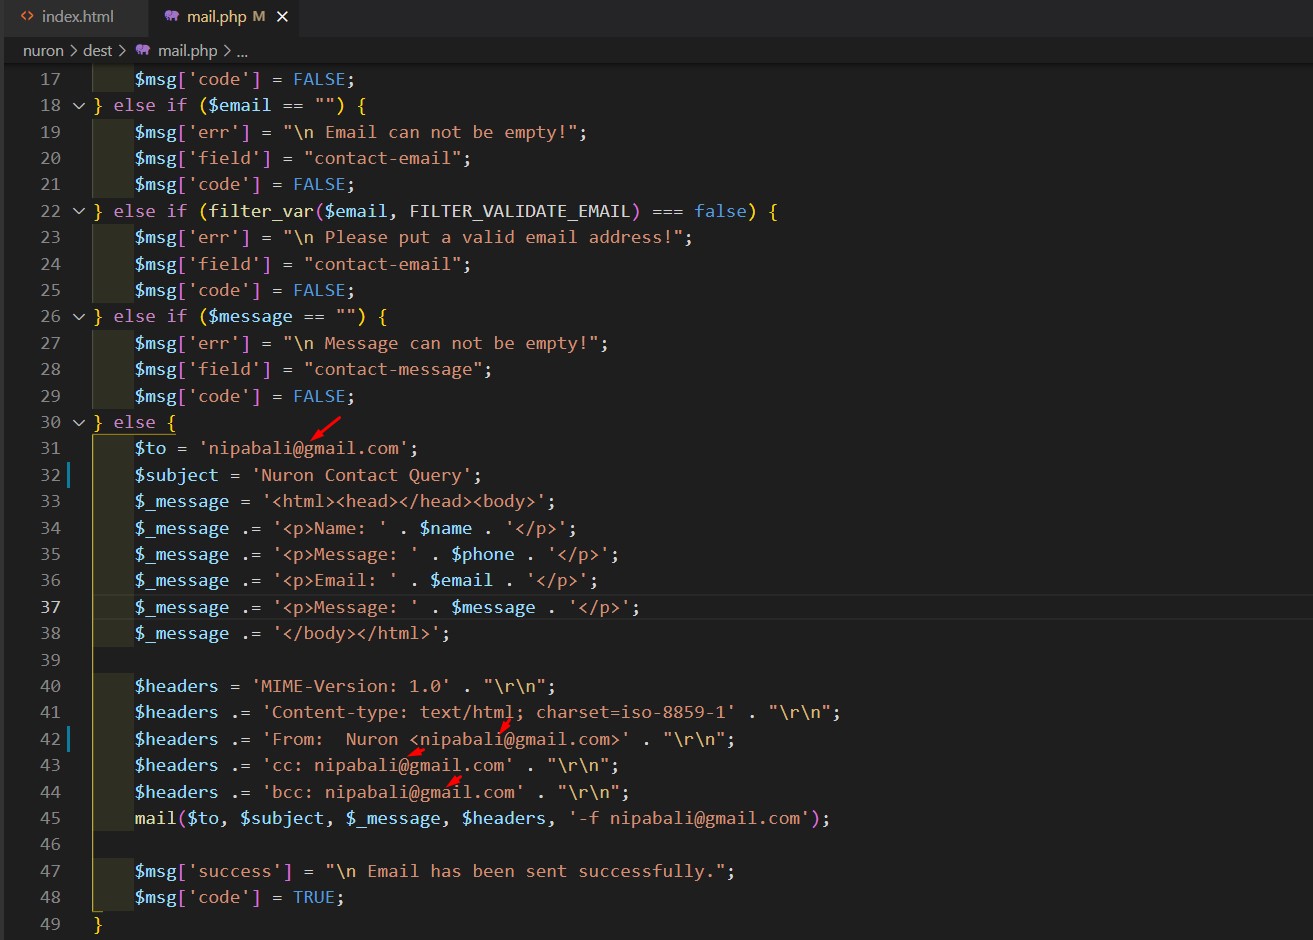 index.html
mail.php M
nuron > dest > mail.php > ...
17 $msg['code'] = FALSE;
18 } else if ($email == "") {
19 $msg['err'] = "\n Email can not be empty!";
20 $msg['field'] = "contact-email";
21 $msg['code'] = FALSE;
22 } else if (filter_var($email, FILTER_VALIDATE_EMAIL) === false) {
23 $msg['err'] = "\n Please put a valid email address!";
24 $msg['field'] = "contact-email";
25 $msg['code'] = FALSE;
26 } else if ($message == "") {
27 $msg['err'] = "\n Message can not be empty!";
28 $msg['field'] = "contact-message";
29 $msg['code'] = FALSE;
30 } else {
31 $to = 'nipabali@gmail.com';
32 $subject = 'Nuron Contact Query';
33 $_message = '<html><head></head><body>';
34 $_message .= '<p>Name: ' . $name . '</p>';
35 $_message .= '<p>Message: ' . $phone . '</p>';
36 $_message .= '<p>Email: ' . $email . '</p>';
37 $_message .= '<p>Message: ' . $message . '</p>';
38 $_message .= '</body></html>';
39
40 $headers = 'MIME-Version: 1.0' . "\r\n";
41 $headers .= 'Content-type: text/html; charset=iso-8859-1' . "\r\n";
42 $headers .= 'From:  Nuron <nipabali@gmail.com>' . "\r\n";
43 $headers .= 'cc: nipabali@gmail.com' . "\r\n";
44 $headers .= 'bcc: nipabali@gmail.com' . "\r\n";
45 mail($to, $subject, $_message, $headers, '-f nipabali@gmail.com');
46
47 $msg['success'] = "\n Email has been sent successfully.";
48 $msg['code'] = TRUE;
49 }